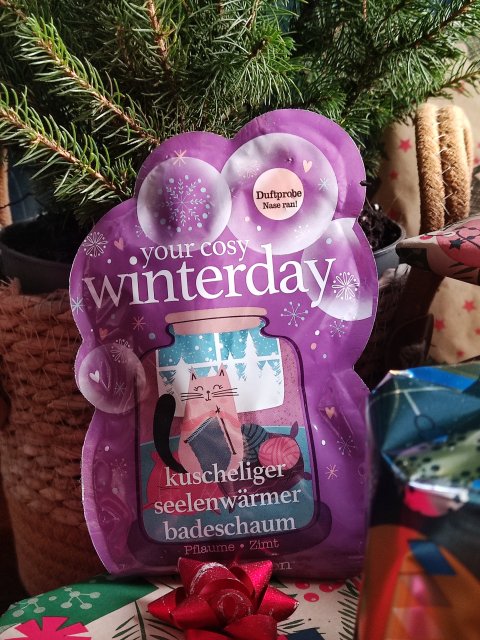 Duftprobe
Nase ran!
your cosy
winterday
kuscheliger
seelenwärmer
badeschaum
Pflaume • Zimt